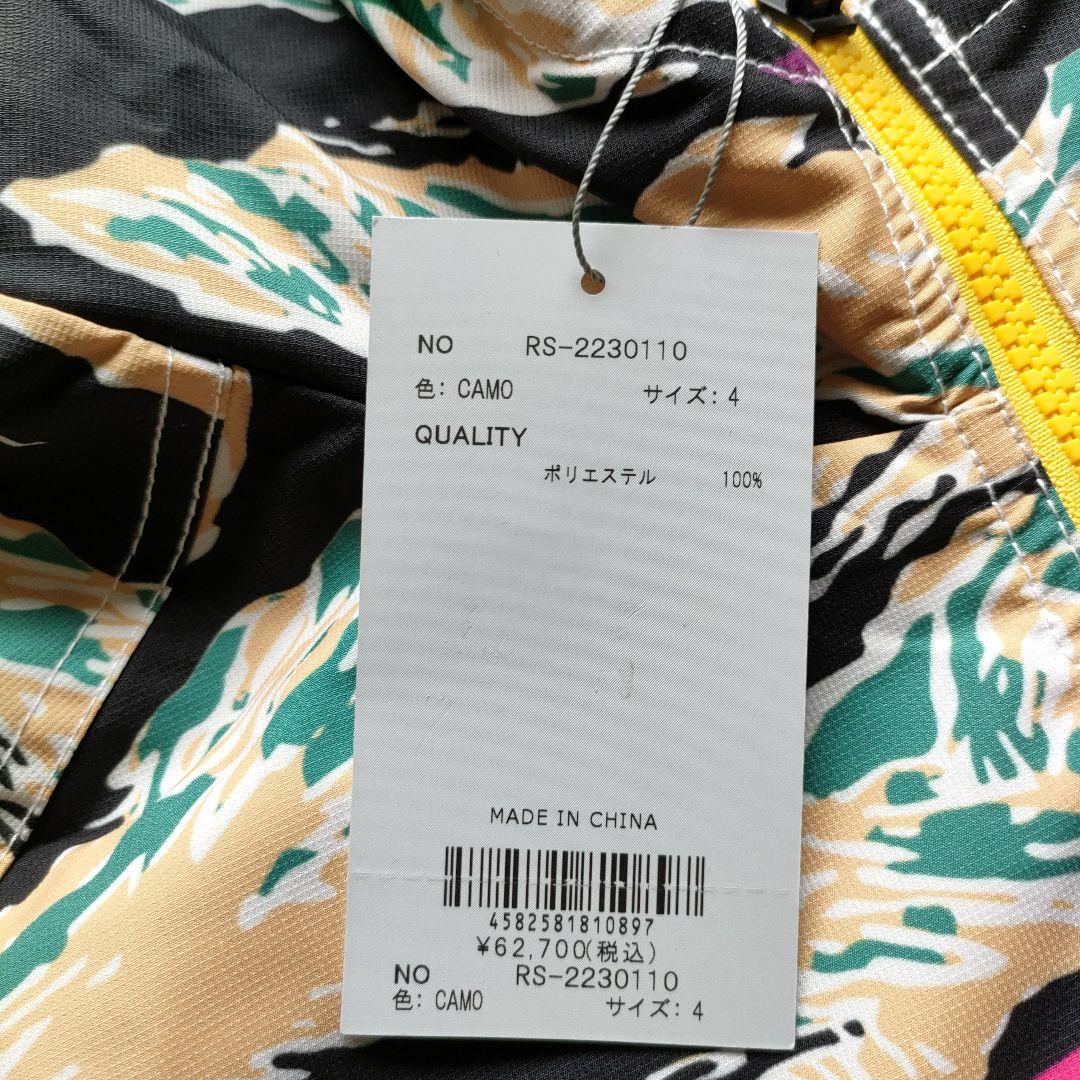 NO RS-2230110
色: CAMO サイズ: 4
QUALITY
ポリエステル 100%
MADE IN CHINA
4582581810897
¥62,700(税込)
NO RS-2230110
色: CAMO サイズ: 4